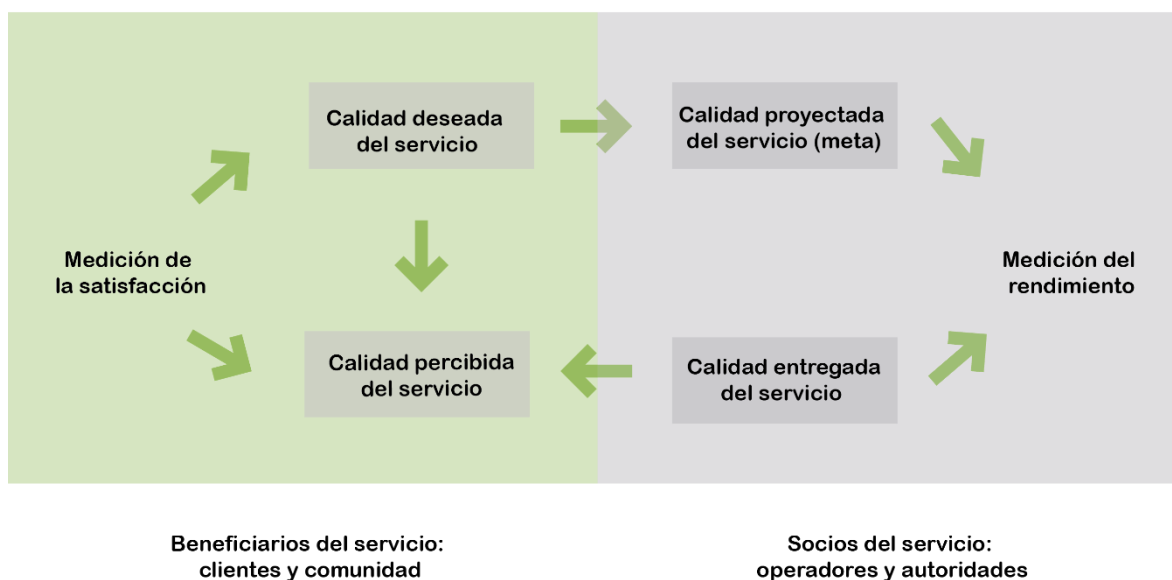 Calidad deseada
del servicio
Calidad proyectada
del servicio (meta)
Medición de
la satisfacción
Medición del
rendimiento
Calidad percibida
del servicio
Calidad entregada
del servicio
Beneficiarios del servicio:
clientes y comunidad
Socios del servicio:
operadores y autoridades